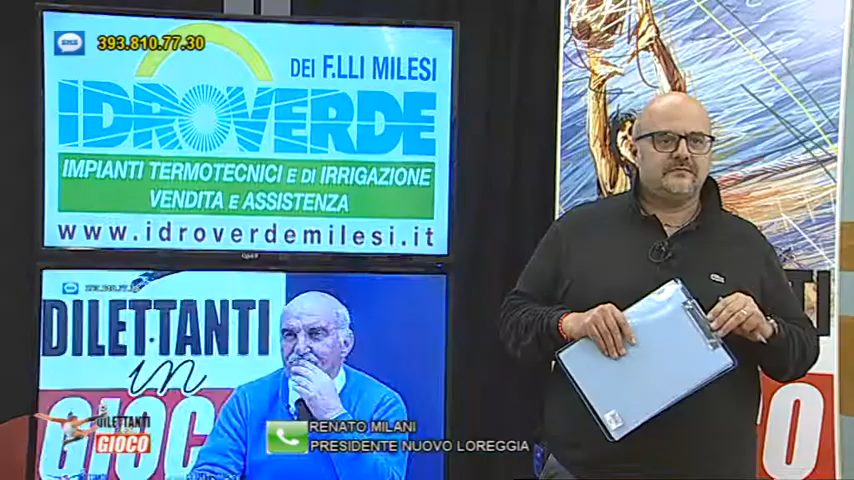 393.810.77.30
DEI F.LLI MILESI
IDROVERDE
IMPIANTI TERMOTECNICI E DI IRRIGAZIONE
VENDITA E ASSISTENZA
www.idroverdemilesi.it
DILETTANTI
in
GIOCO
DILETTANTI
GIOCO
RENATO MILANI
PRESIDENTE NUOVO LOREGGIA